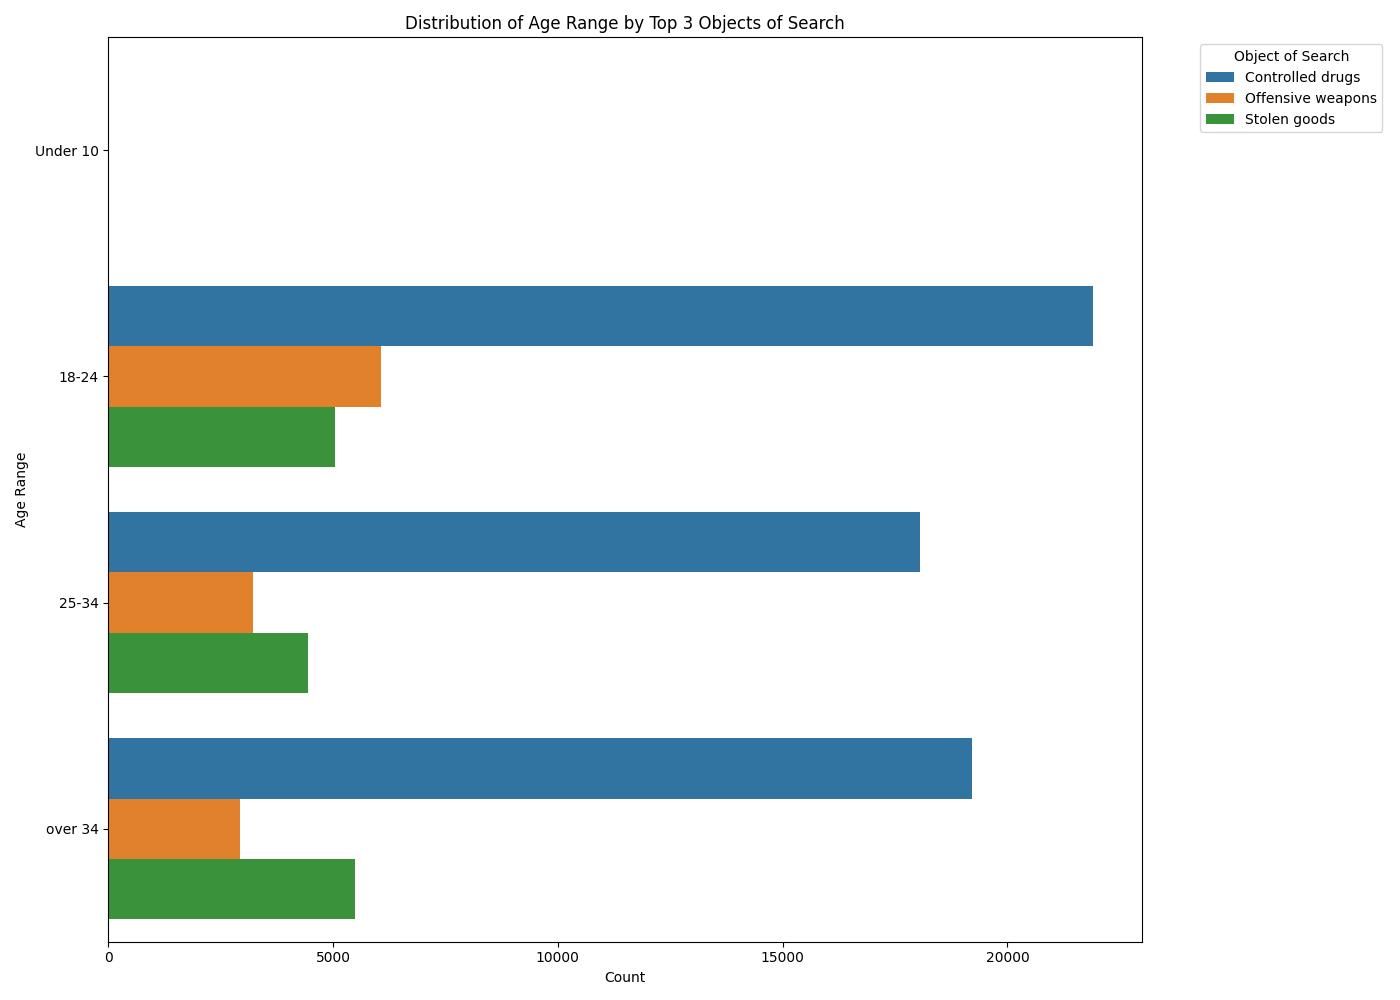 Distribution of Age Range by Top 3 Objects of Search
Object of Search
Controlled drugs
Offensive weapons
Stolen goods
Age Range
Under 10
18-24
25-34
over 34
0 5000 10000 15000 20000
Count